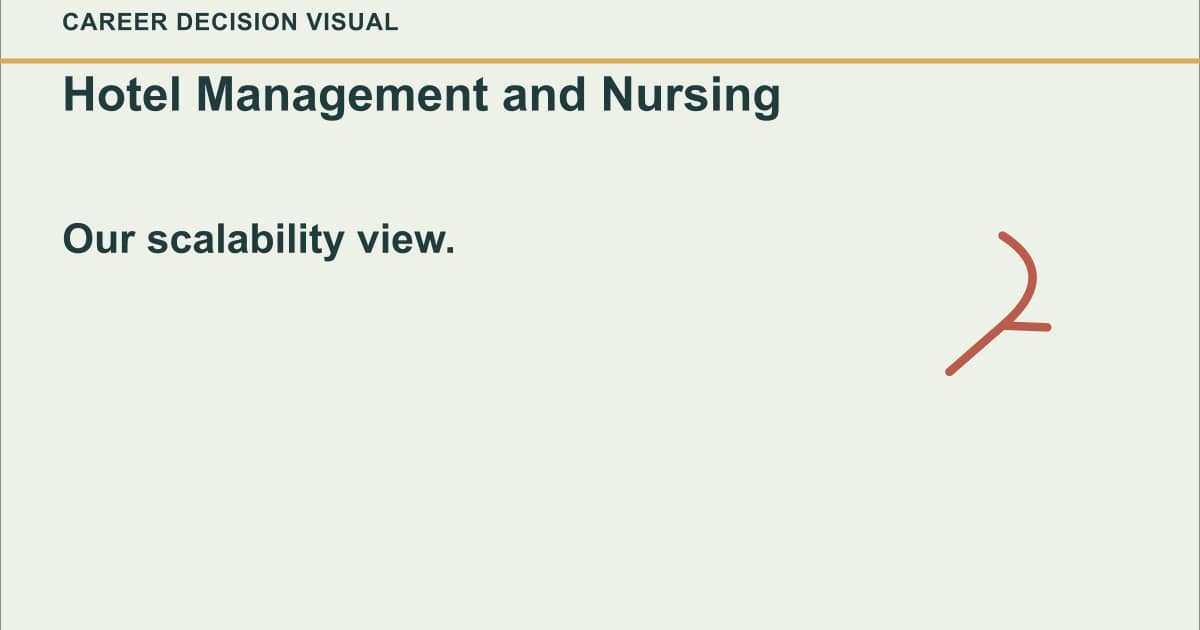 CAREER DECISION VISUAL
Hotel Management and Nursing
Our scalability view.